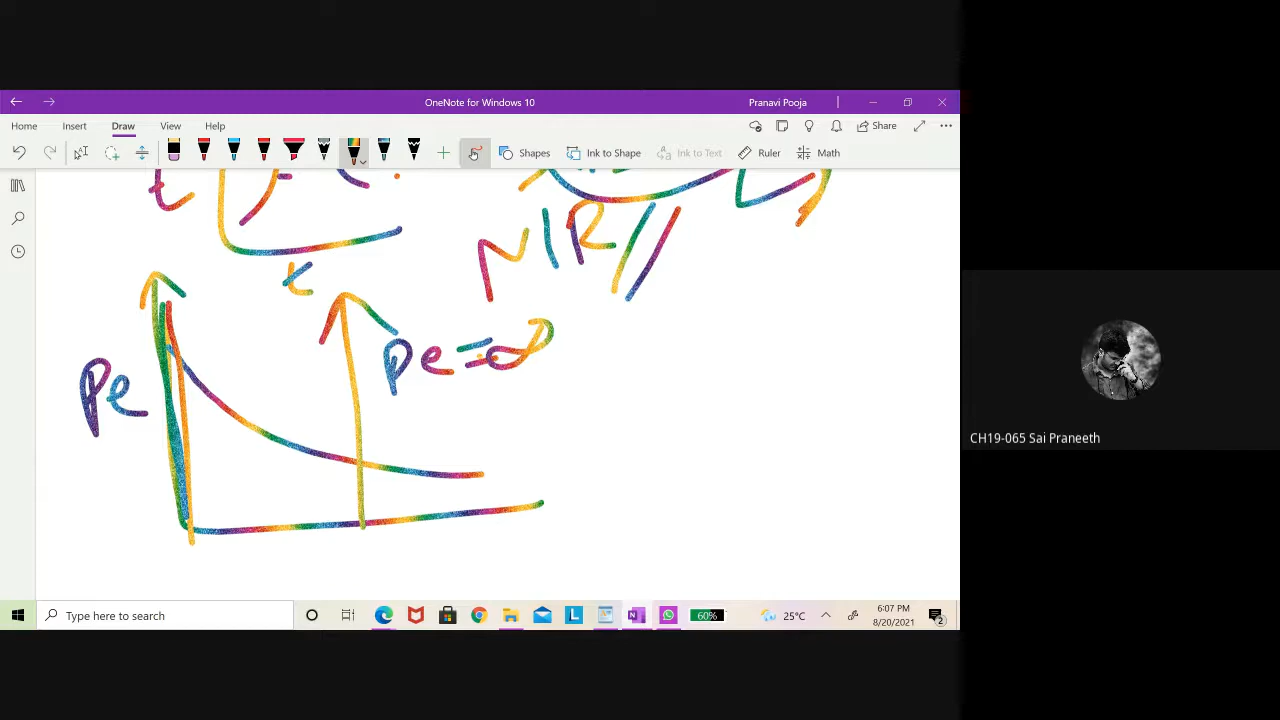 OneNote for Windows 10
Pranavi Pooja
Home Insert Draw View Help
Share
Shapes
Ink to Shape
Ink to Text
Ruler
Math
t
t
N(R)//
Pe
Pe=∞
CH19-065 Sai Praneeth
Type here to search
60%
25°C
6:07 PM
8/20/2021
2